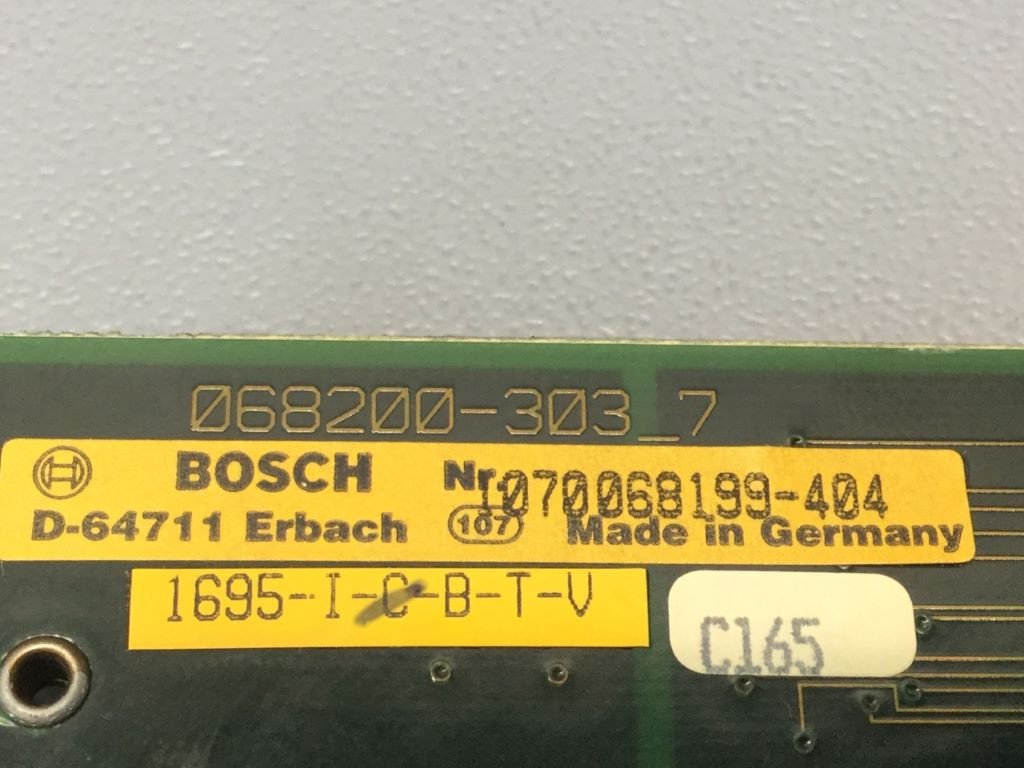 068200-303_7
BOSCH Nr. 1070068199-404
D-64711 Erbach 107 Made in Germany
1695-I-C-B-T-V
C165